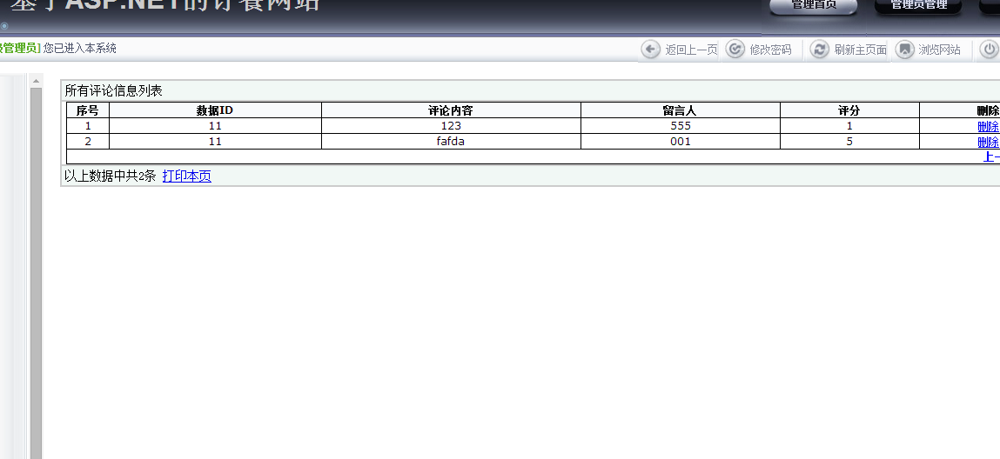 基于ASP.NET的订餐网站
管理首页 管理员管理
管理员] 您已进入本系统
返回上一页 修改密码 刷新主页面 浏览网站
所有评论信息列表
序号 数据ID 评论内容 留言人 评分 删除
1 11 123 555 1 删除
2 11 fafda 001 5 删除
上一
以上数据中共2条 打印本页